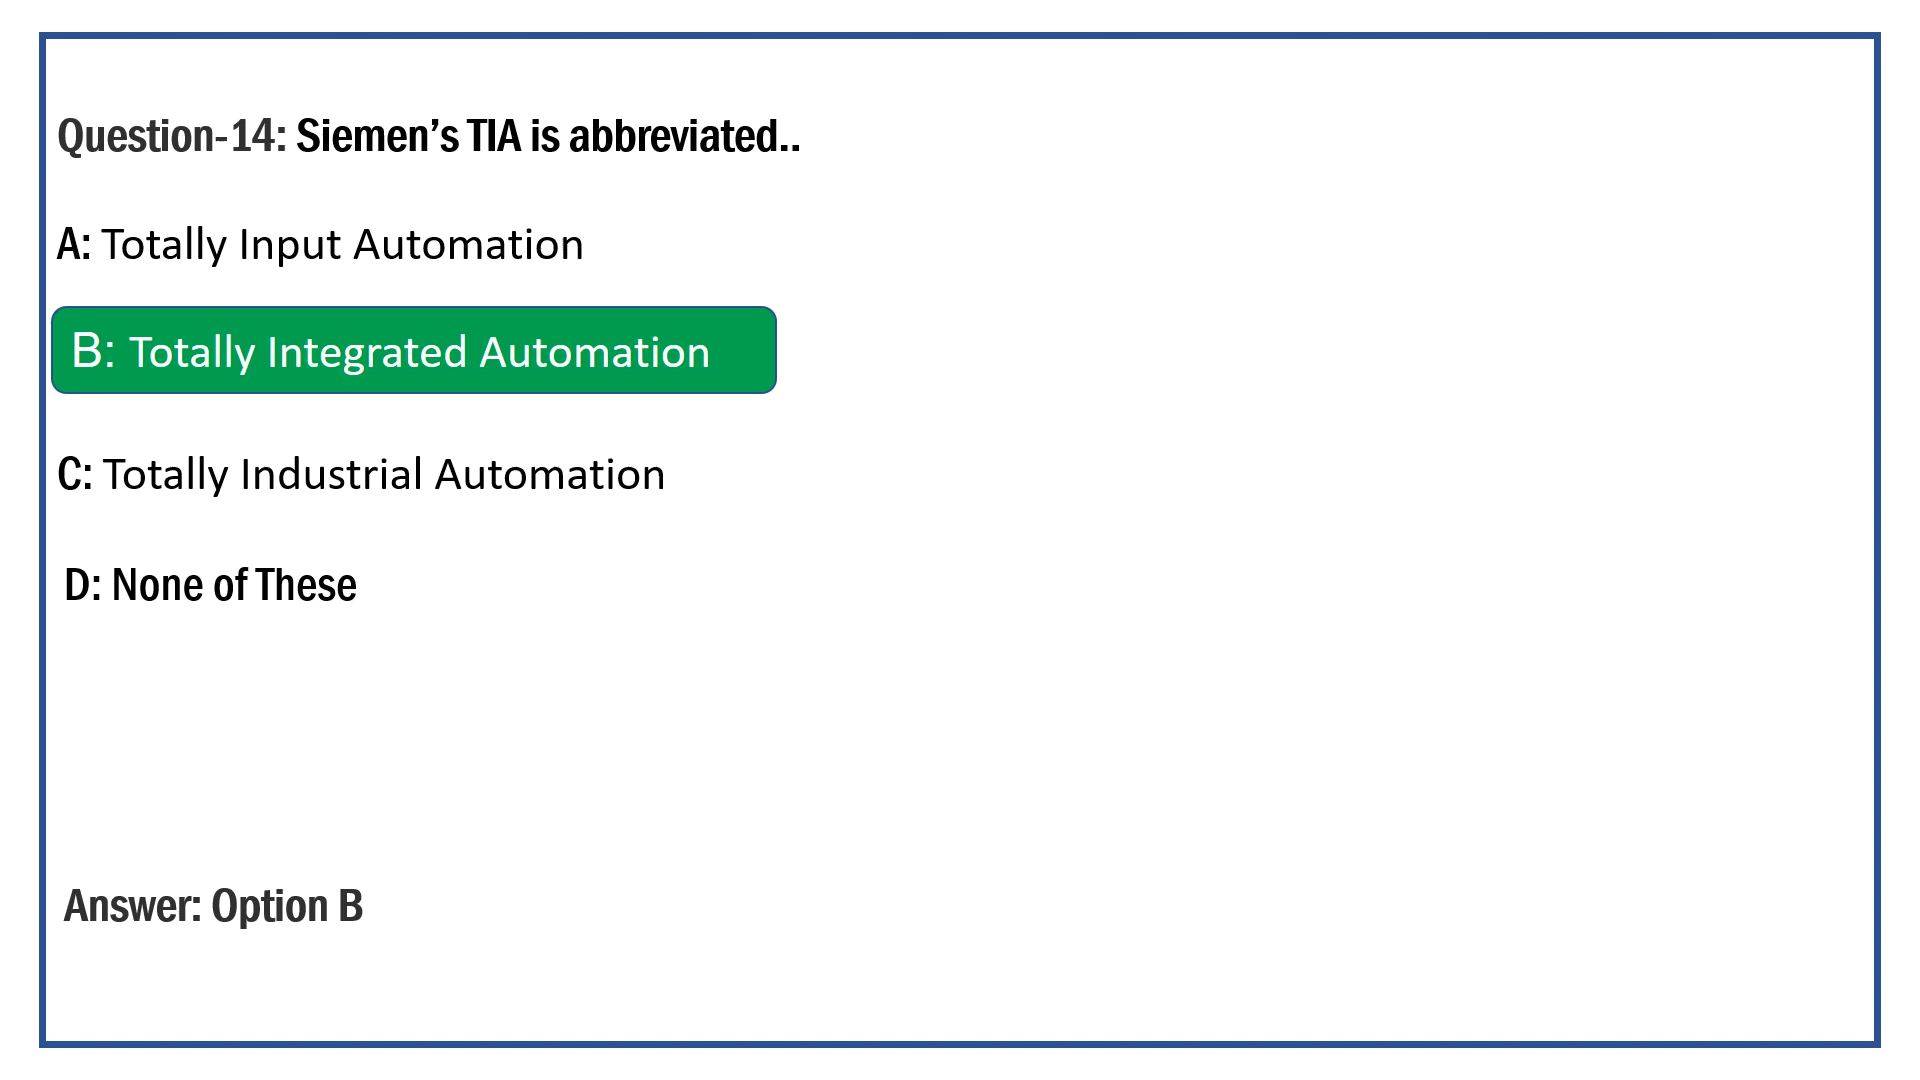 Question-14: Siemen’s TIA is abbreviated..
A: Totally Input Automation
B: Totally Integrated Automation
C: Totally Industrial Automation
D: None of These
Answer: Option B